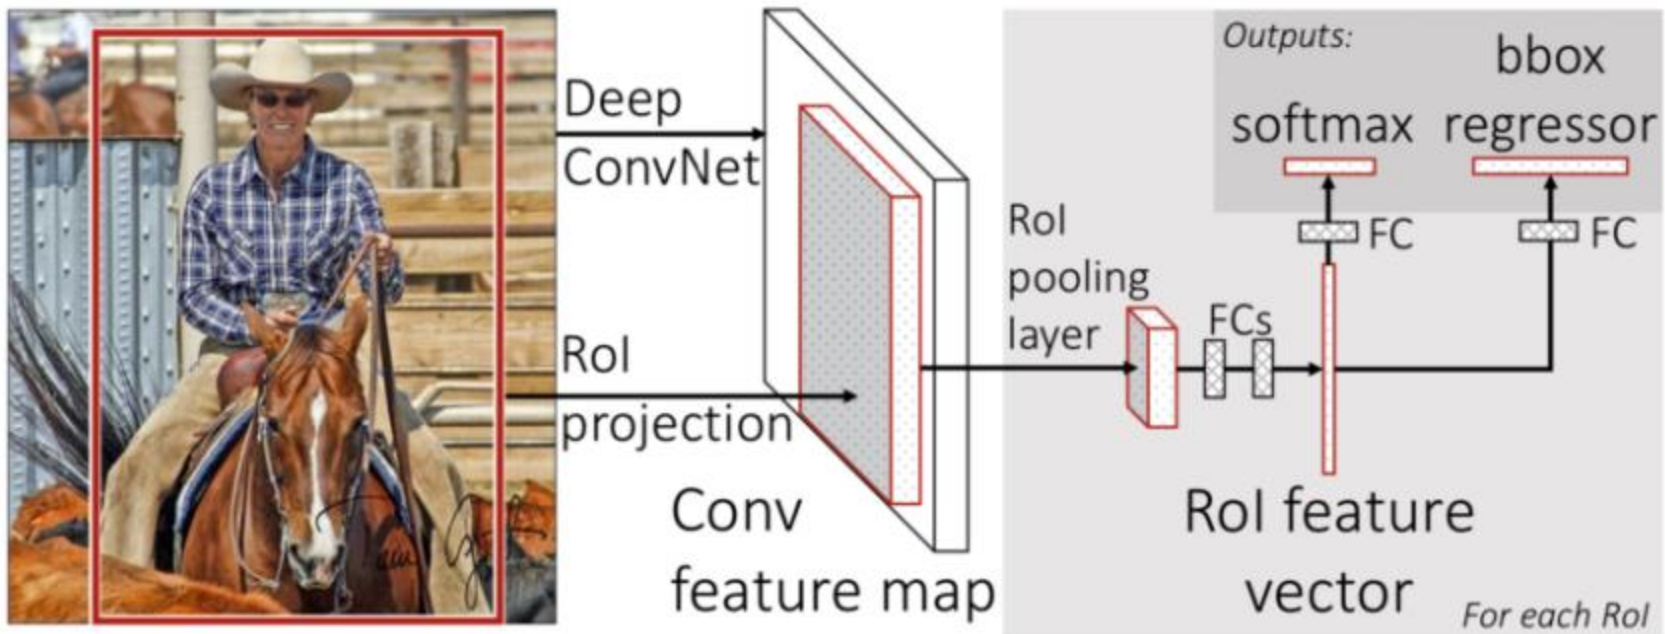 Deep
ConvNet
RoI
projection
Conv
feature map
RoI
pooling
layer
FCs
RoI feature
vector
For each RoI
Outputs:
softmax
bbox
regressor
FC
FC